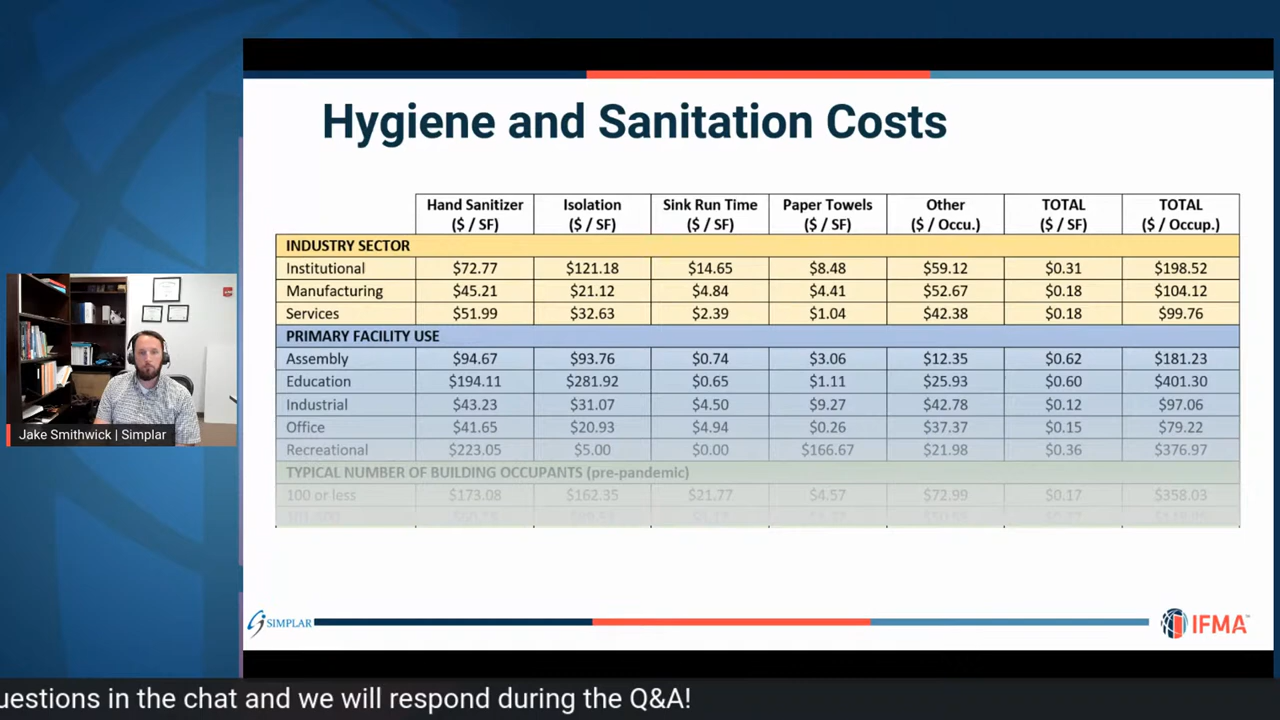 Hygiene and Sanitation Costs
Hand Sanitizer ($ / SF) Isolation ($ / SF) Sink Run Time ($ / SF) Paper Towels ($ / SF) Other ($ / Occu.) TOTAL ($ / SF) TOTAL ($ / Occup.)
INDUSTRY SECTOR
Institutional $72.77 $121.18 $14.65 $8.48 $59.12 $0.31 $198.52
Manufacturing $45.21 $21.12 $4.84 $4.41 $52.67 $0.18 $104.12
Services $51.99 $32.63 $2.39 $1.04 $42.38 $0.18 $99.76
PRIMARY FACILITY USE
Assembly $94.67 $93.76 $0.74 $3.06 $12.35 $0.62 $181.23
Education $194.11 $281.92 $0.65 $1.11 $25.93 $0.60 $401.30
Industrial $43.23 $31.07 $4.50 $9.27 $42.78 $0.12 $97.06
Office $41.65 $20.93 $4.94 $0.26 $37.37 $0.15 $79.22
Recreational $223.05 $5.00 $0.00 $166.67 $21.98 $0.36 $376.97
TYPICAL NUMBER OF BUILDING OCCUPANTS (pre-pandemic)
100 or less $173.08 $162.35 $21.77 $4.57 $72.99 $0.17 $358.03
Jake Smithwick | Simplar
SIMPLAR
IFMA™
uestions in the chat and we will respond during the Q&A!